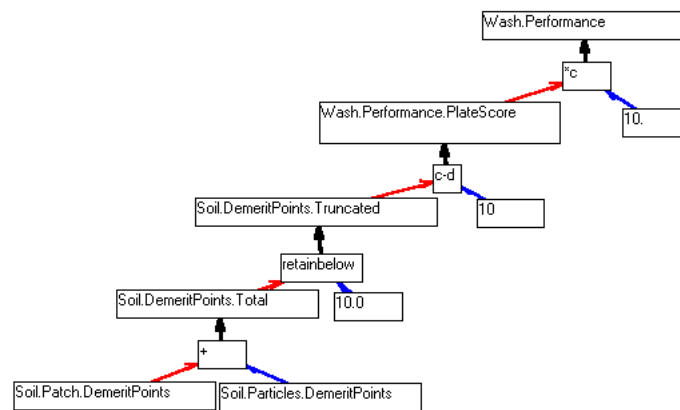 Wash.Performance
*c
10.
Wash.Performance.PlateScore
c-d
10
Soil.DemeritPoints.Truncated
retainbelow
10.0
Soil.DemeritPoints.Total
+
Soil.Patch.DemeritPoints
Soil.Particles.DemeritPoints